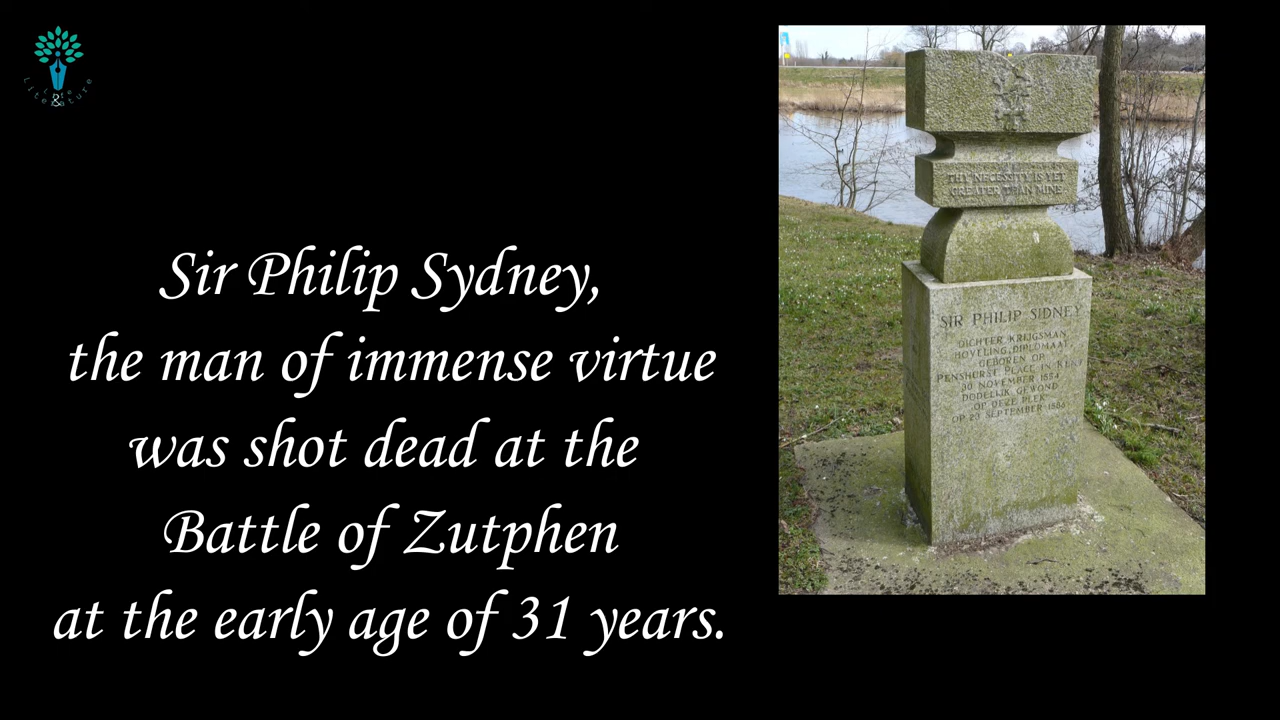 Sir Philip Sydney,
the man of immense virtue
was shot dead at the
Battle of Zutphen
at the early age of 31 years.
THY NECESSITY IS YET
GREATER THAN MINE
SIR PHILIP SIDNEY
DICHTER KRIJGSMAN
HOVELING DIPLOMAAT
GEBOREN OP
PENSHURST PLACE IN KENT
30 NOVEMBER 1554
DODELIJK GEWOND
OP DEZE PLEK
SEPTEMBER 1586